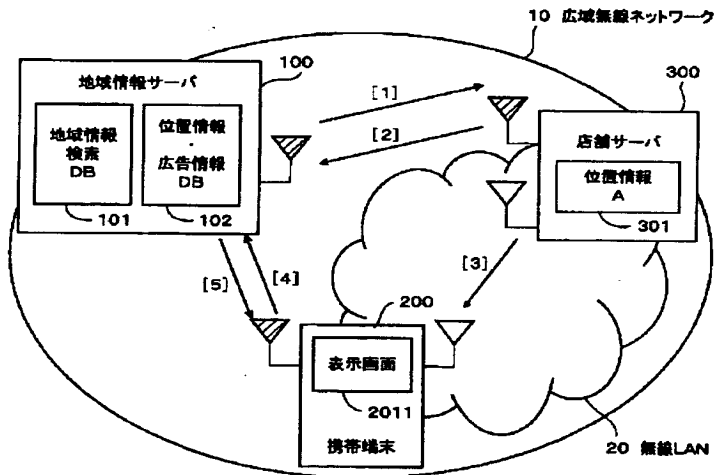 10 広域無線ネットワーク
100
地域情報サーバ
地域情報
検索
DB
101
位置情報
・
広告情報
DB
102
[1]
[2]
300
店舗サーバ
位置情報
A
301
[3]
[4]
[5]
200
表示画面
2011
携帯端末
20 無線LAN